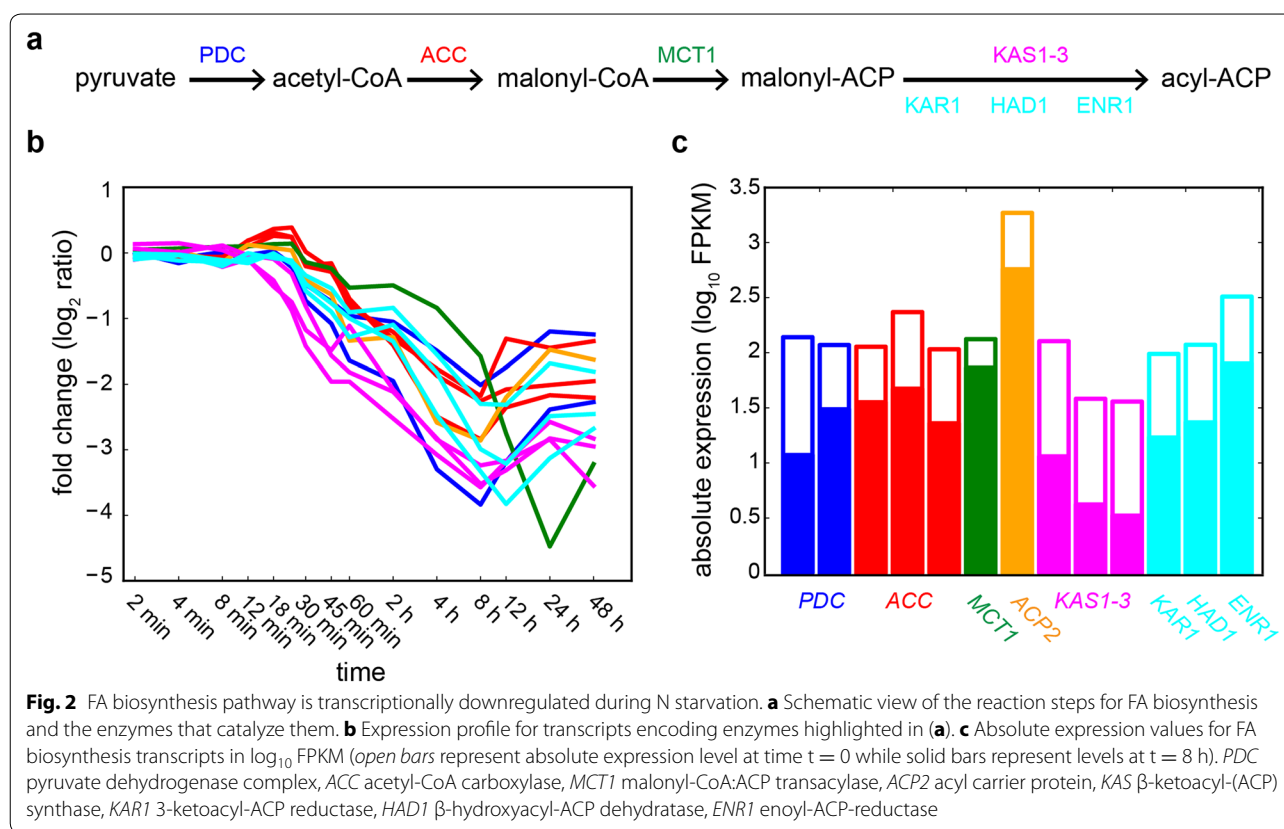 a
PDC ACC MCT1 KAS1-3
pyruvate acetyl-CoA malonyl-CoA malonyl-ACP acyl-ACP
KAR1 HAD1 ENR1
b
fold change (log2 ratio)
1
0
−1
−2
−3
−4
−5
2 min 4 min 8 min 12 min 18 min 30 min 45 min 60 min 2 h 4 h 8 h 12 h 24 h 48 h
time
c
absolute expression (log10 FPKM)
3.5
3
2.5
2
1.5
1
0.5
0
PDC ACC MCT1 ACP2 KAS1-3 KAR1 HAD1 ENR1
Fig. 2 FA biosynthesis pathway is transcriptionally downregulated during N starvation. a Schematic view of the reaction steps for FA biosynthesis
and the enzymes that catalyze them. b Expression profile for transcripts encoding enzymes highlighted in (a). c Absolute expression values for FA
biosynthesis transcripts in log10 FPKM (open bars represent absolute expression level at time t = 0 while solid bars represent levels at t = 8 h). PDC
pyruvate dehydrogenase complex, ACC acetyl-CoA carboxylase, MCT1 malonyl-CoA:ACP transacylase, ACP2 acyl carrier protein, KAS β-ketoacyl-(ACP)
synthase, KAR1 3-ketoacyl-ACP reductase, HAD1 β-hydroxyacyl-ACP dehydratase, ENR1 enoyl-ACP-reductase